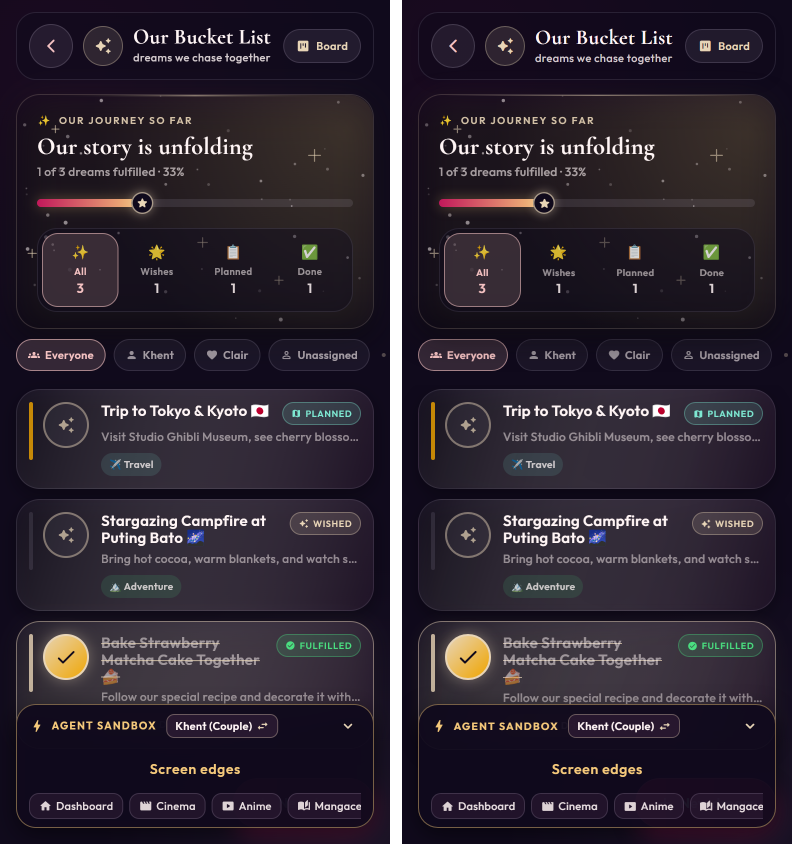 Our Bucket List
dreams we chase together
Board
✨ OUR JOURNEY SO FAR
Our story is unfolding
1 of 3 dreams fulfilled · 33%
All
3
Wishes
1
Planned
1
Done
1
Everyone
Khent
Clair
Unassigned
Trip to Tokyo & Kyoto 🇯🇵
PLANNED
Visit Studio Ghibli Museum, see cherry blosso...
Travel
Stargazing Campfire at
Puting Bato 🌌
WISHED
Bring hot cocoa, warm blankets, and watch s...
Adventure
Bake Strawberry
Matcha Cake Together
🍰
FULFILLED
Follow our special recipe and decorate it with...
AGENT SANDBOX
Khent (Couple)
Screen edges
Dashboard
Cinema
Anime
Mangace
Our Bucket List
dreams we chase together
Board
✨ OUR JOURNEY SO FAR
Our story is unfolding
1 of 3 dreams fulfilled · 33%
All
3
Wishes
1
Planned
1
Done
1
Everyone
Khent
Clair
Unassigned
Trip to Tokyo & Kyoto 🇯🇵
PLANNED
Visit Studio Ghibli Museum, see cherry blosso...
Travel
Stargazing Campfire at
Puting Bato 🌌
WISHED
Bring hot cocoa, warm blankets, and watch s...
Adventure
Bake Strawberry
Matcha Cake Together
🍰
FULFILLED
Follow our special recipe and decorate it with...
AGENT SANDBOX
Khent (Couple)
Screen edges
Dashboard
Cinema
Anime
Mangace